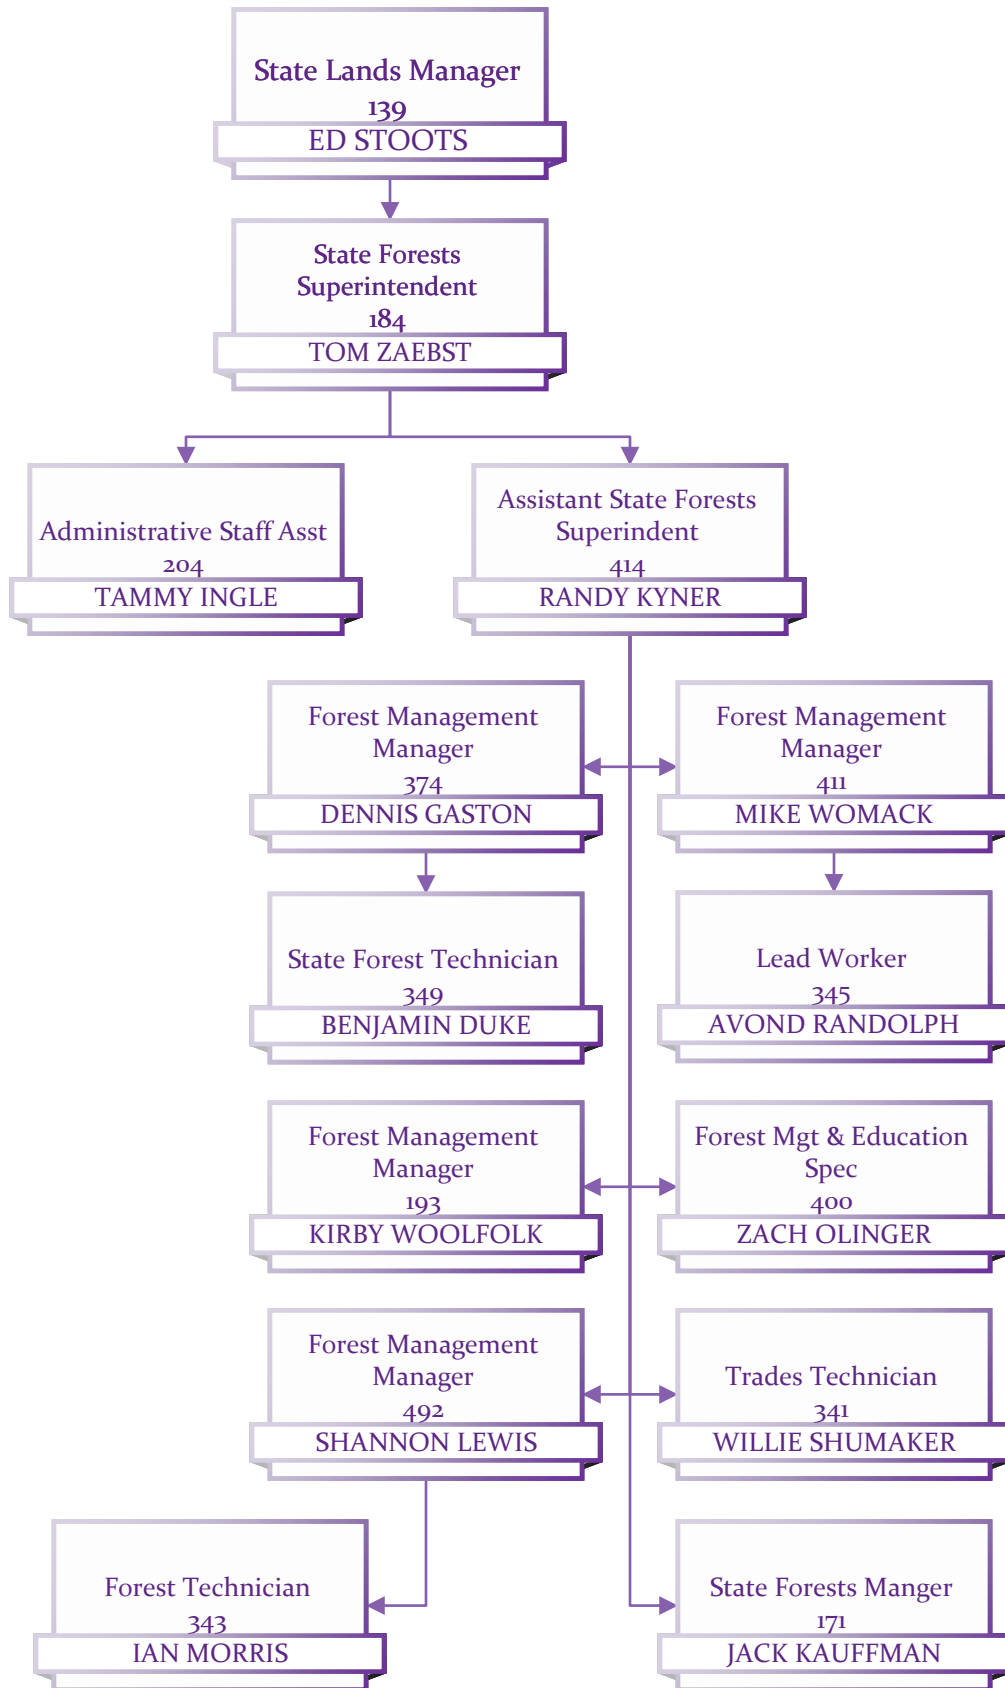 State Lands Manager
139
ED STOOTS
State Forests
Superintendent
184
TOM ZAEBST
Administrative Staff Asst
204
TAMMY INGLE
Assistant State Forests
Superindent
414
RANDY KYNER
Forest Management
Manager
374
DENNIS GASTON
Forest Management
Manager
411
MIKE WOMACK
State Forest Technician
349
BENJAMIN DUKE
Lead Worker
345
AVOND RANDOLPH
Forest Management
Manager
193
KIRBY WOOLFOLK
Forest Mgt & Education
Spec
400
ZACH OLINGER
Forest Management
Manager
492
SHANNON LEWIS
Trades Technician
341
WILLIE SHUMAKER
Forest Technician
343
IAN MORRIS
State Forests Manger
171
JACK KAUFFMAN